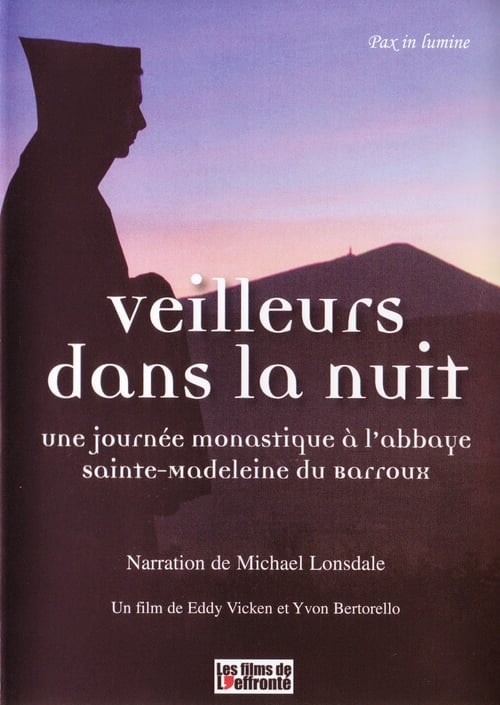 Pax in lumine
veilleurs
dans la nuit
une journée monastique à l'abbaye
sainte-madeleine du barroux
Narration de Michael Lonsdale
Un film de Eddy Vicken et Yvon Bertorello
Les films de
L'effronté